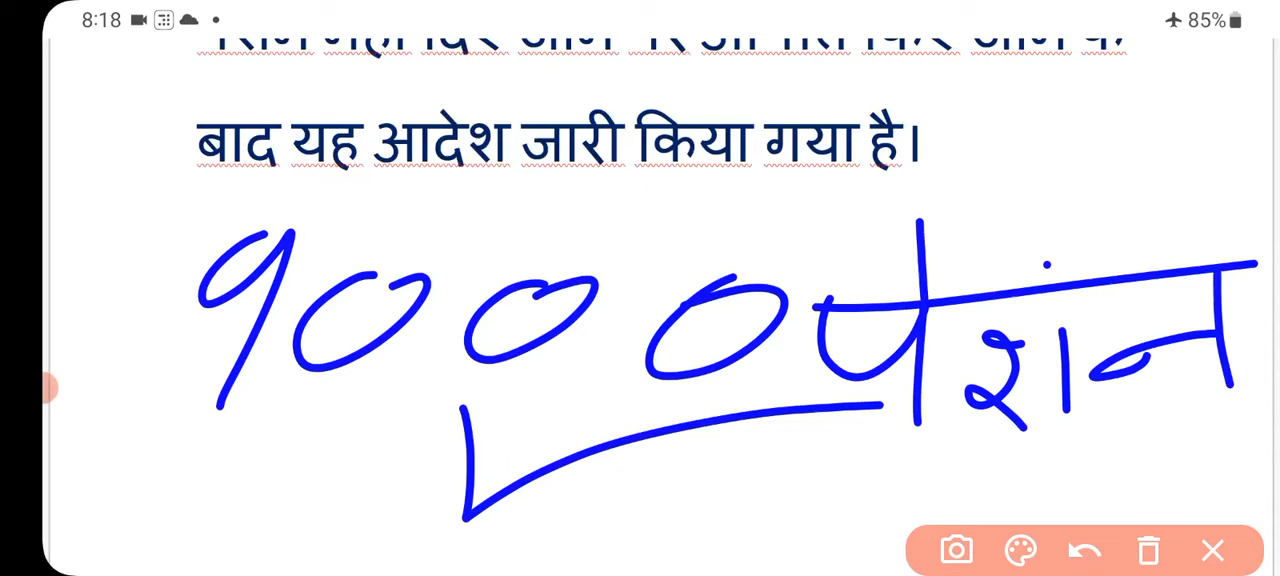 8:18 85%
बाद यह आदेश जारी किया गया है।
9000 पेंशन